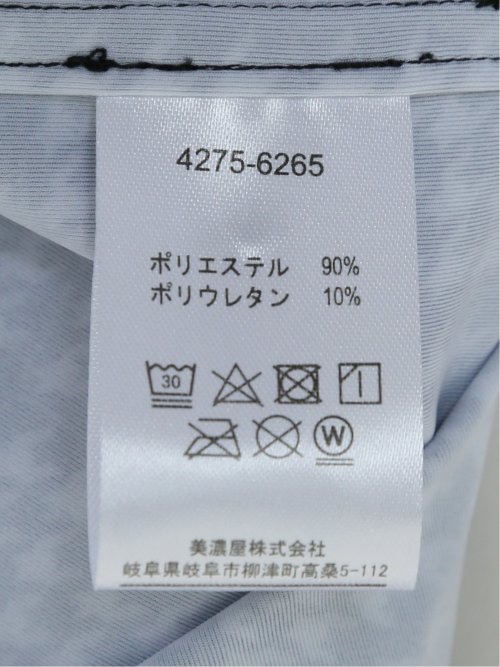 4275-6265
ポリエステル 90%
ポリウレタン 10%
30
W
美濃屋株式会社
岐阜県岐阜市柳津町高桑5-112